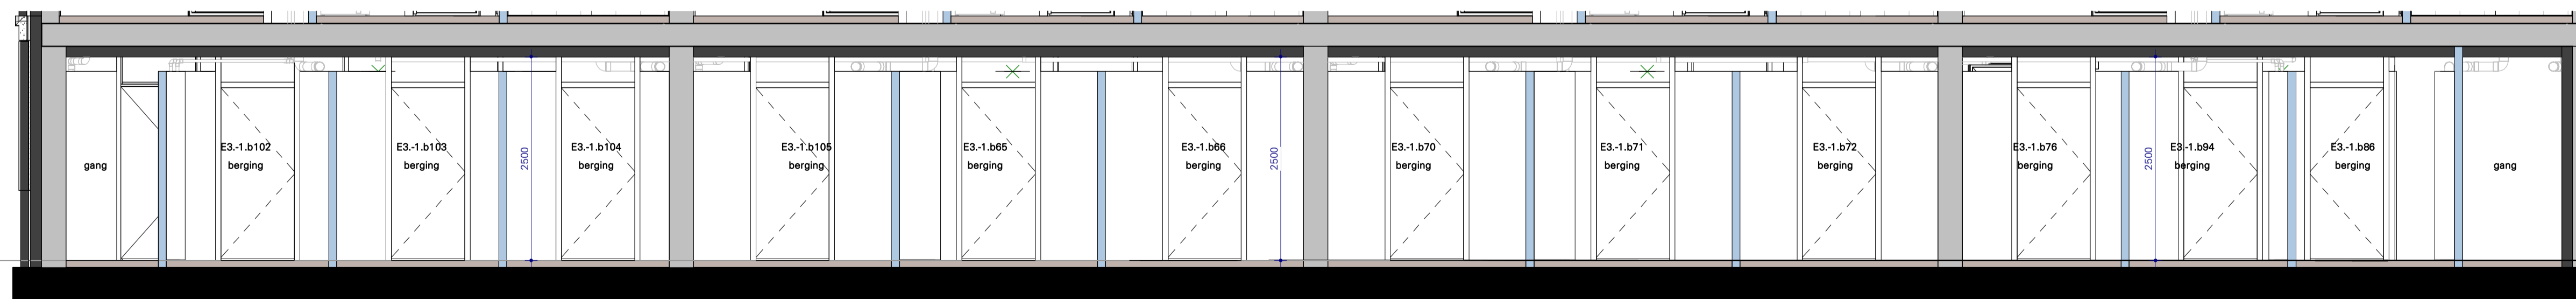 gang
E3.-1.b102
berging
E3.-1.b103
berging
2500
E3.-1.b104
berging
E3.-1.b105
berging
E3.-1.b65
berging
E3.-1.b66
berging
2500
E3.-1.b70
berging
E3.-1.b71
berging
E3.-1.b72
berging
E3.-1.b76
berging
2500
E3.-1.b94
berging
E3.-1.b86
berging
gang